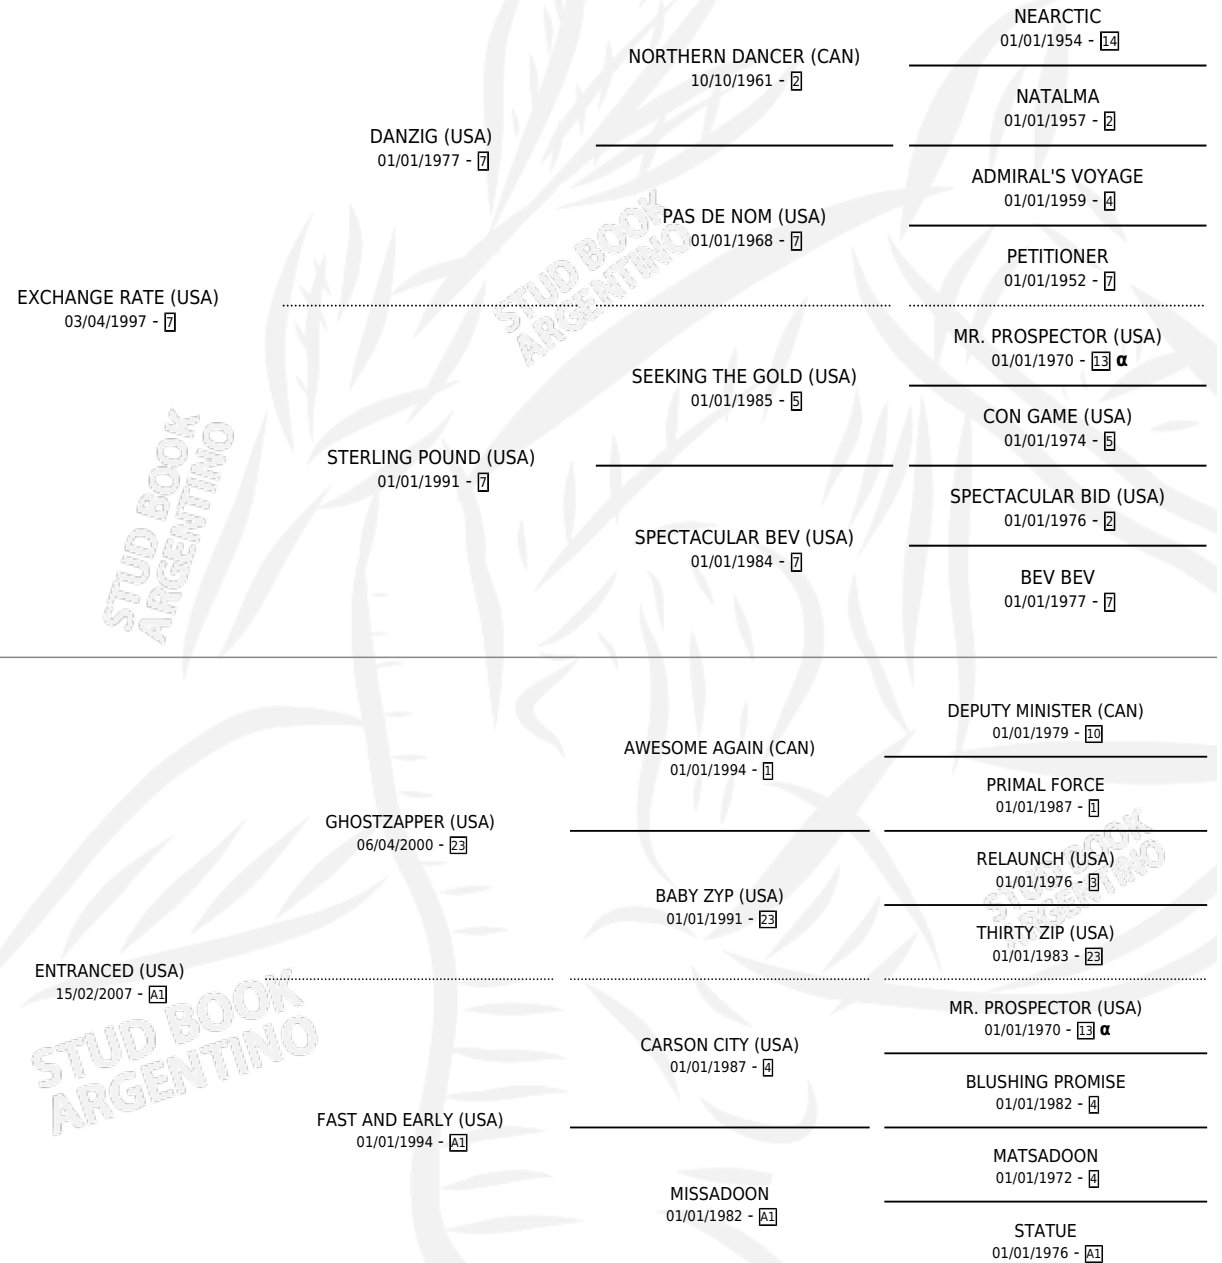 NEARCTIC
01/01/1954 - 14
NORTHERN DANCER (CAN)
10/10/1961 - 2
NATALMA
01/01/1957 - 2
DANZIG (USA)
01/01/1977 - 7
ADMIRAL'S VOYAGE
01/01/1959 - 4
PAS DE NOM (USA)
01/01/1968 - 7
PETITIONER
01/01/1952 - 7
EXCHANGE RATE (USA)
03/04/1997 - 7
MR. PROSPECTOR (USA)
01/01/1970 - 13 α
SEEKING THE GOLD (USA)
01/01/1985 - 5
CON GAME (USA)
01/01/1974 - 5
STERLING POUND (USA)
01/01/1991 - 7
SPECTACULAR BID (USA)
01/01/1976 - 2
SPECTACULAR BEV (USA)
01/01/1984 - 7
BEV BEV
01/01/1977 - 7
DEPUTY MINISTER (CAN)
01/01/1979 - 10
AWESOME AGAIN (CAN)
01/01/1994 - 1
PRIMAL FORCE
01/01/1987 - 1
GHOSTZAPPER (USA)
06/04/2000 - 23
RELAUNCH (USA)
01/01/1976 - 3
BABY ZYP (USA)
01/01/1991 - 23
THIRTY ZIP (USA)
01/01/1983 - 23
ENTRANCED (USA)
15/02/2007 - A1
MR. PROSPECTOR (USA)
01/01/1970 - 13 α
CARSON CITY (USA)
01/01/1987 - 4
BLUSHING PROMISE
01/01/1982 - 4
FAST AND EARLY (USA)
01/01/1994 - A1
MATSADOON
01/01/1972 - 4
MISSADOON
01/01/1982 - A1
STATUE
01/01/1976 - A1
STUD BOOK
ARGENTINO
STUD BOOK
ARGENTINO
STUD BOOK
ARGENTINO
STUD BOOK
ARGENTINO